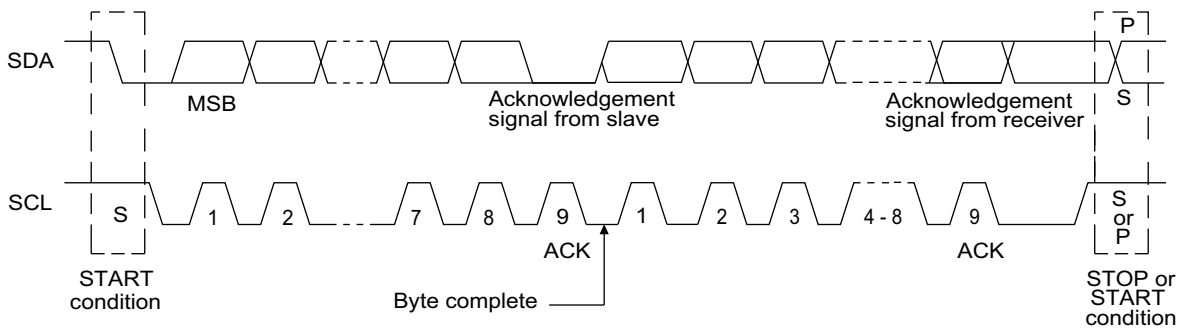 P
SDA
MSB
Acknowledgement
signal from slave
Acknowledgement
signal from receiver
S
SCL
S
1
2
7
8
9
1
2
3
4 - 8
9
S
or
P
ACK
ACK
START
condition
Byte complete
STOP or
START
condition